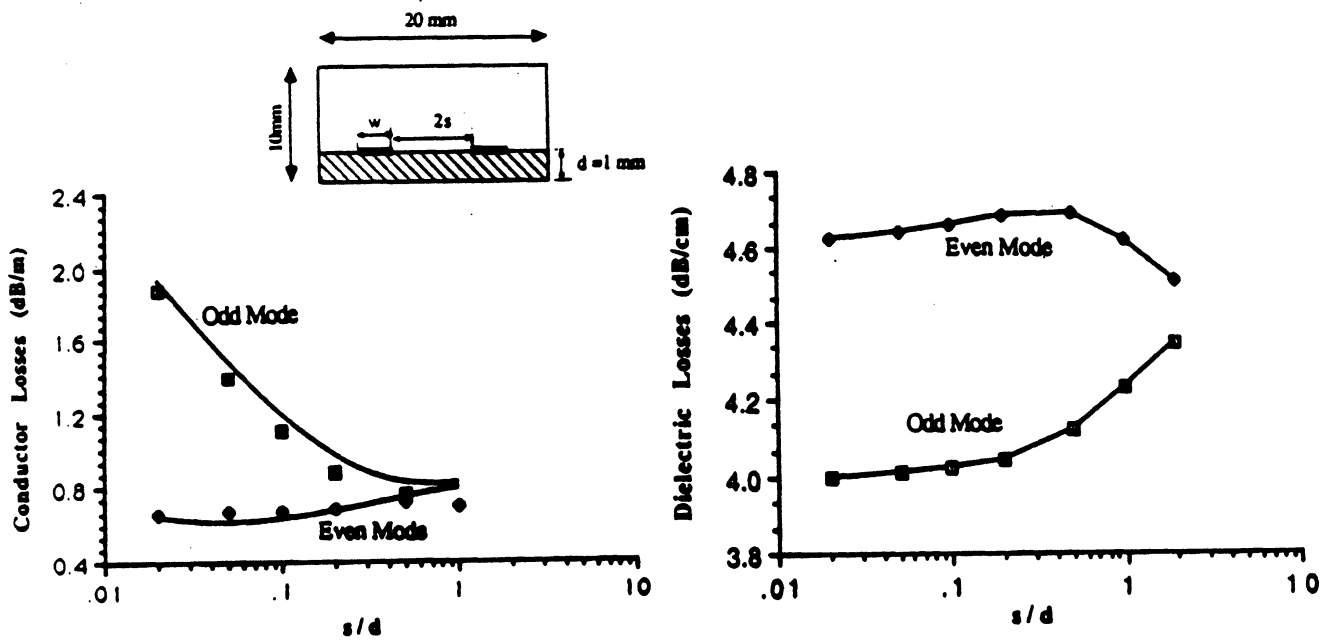 20 mm
10mm
w
2s
d=1 mm
Conductor Losses (dB/m)
2.4
2.0
1.6
1.2
0.8
0.4
Odd Mode
Even Mode
.01
.1
1
10
s/d
Dielectric Losses (dB/cm)
4.8
4.6
4.4
4.2
4.0
3.8
Even Mode
Odd Mode
.01
.1
1
10
s/d